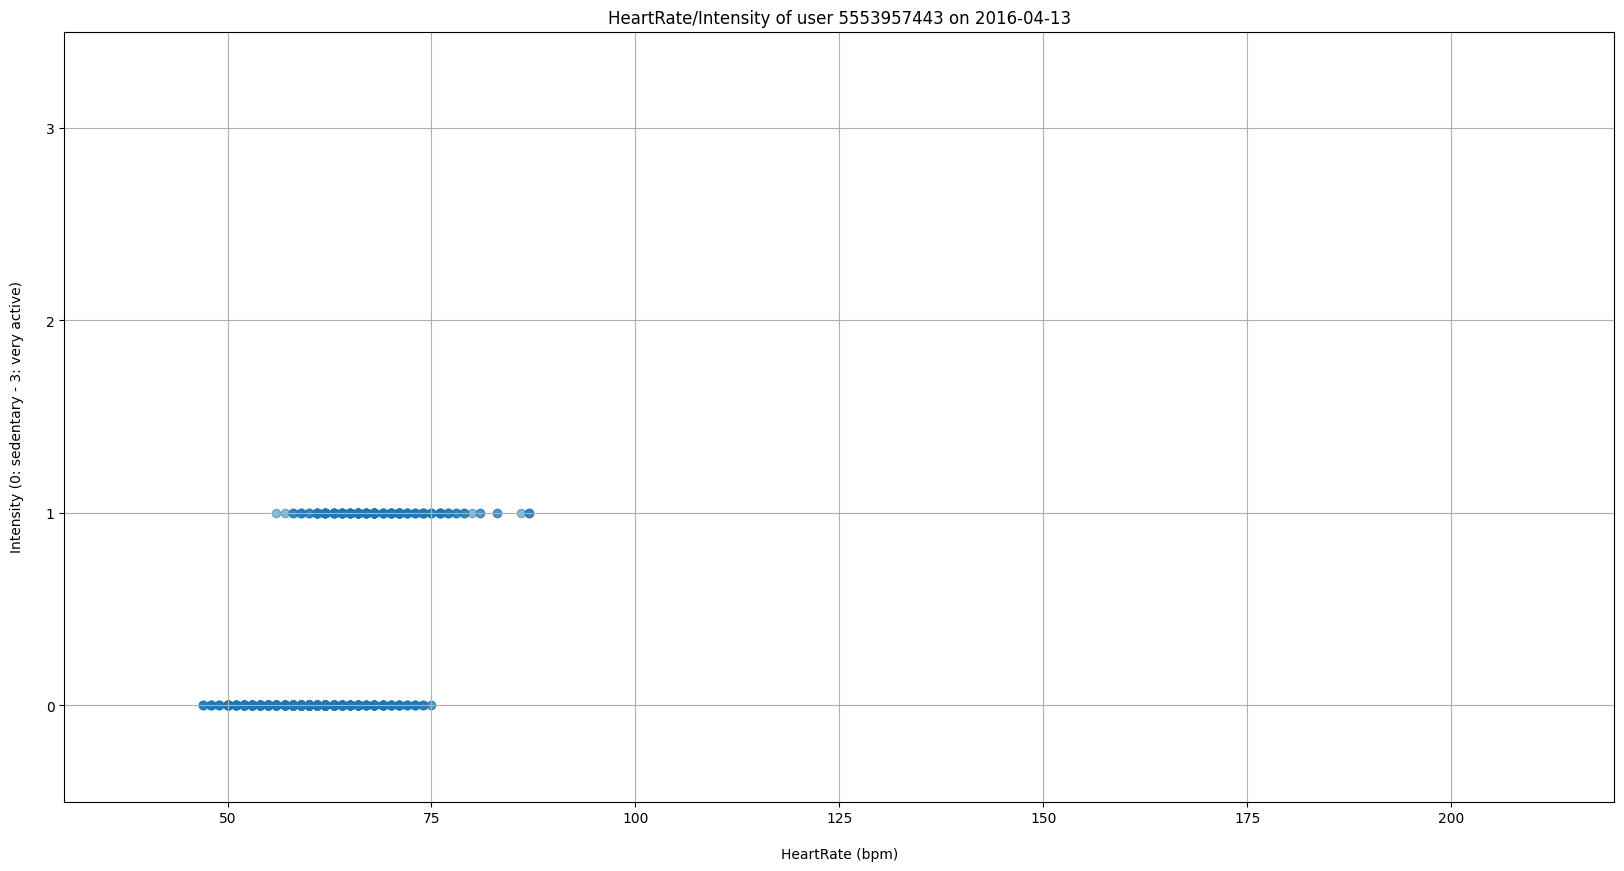 HeartRate/Intensity of user 5553957443 on 2016-04-13
Intensity (0: sedentary - 3: very active)
3
2
1
0
50 75 100 125 150 175 200
HeartRate (bpm)